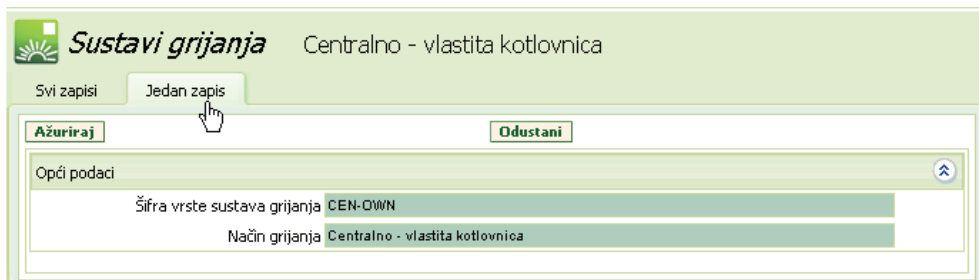 Sustavi grijanja Centralno - vlastita kotlovnica
Svi zapisi Jedan zapis
Ažuriraj Odustani
Opći podaci
Šifra vrste sustava grijanja CEN-OWN
Način grijanja Centralno - vlastita kotlovnica